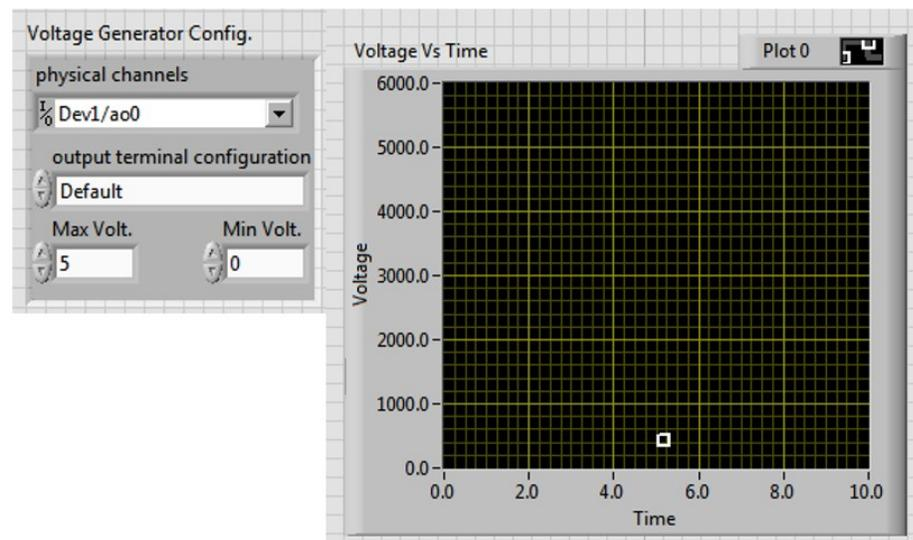 Voltage Generator Config.
physical channels
I/O Dev1/ao0
output terminal configuration
Default
Max Volt. Min Volt.
5 0
Voltage Vs Time Plot 0
6000.0
5000.0
4000.0
3000.0
2000.0
1000.0
0.0
Voltage
0.0 2.0 4.0 6.0 8.0 10.0
Time